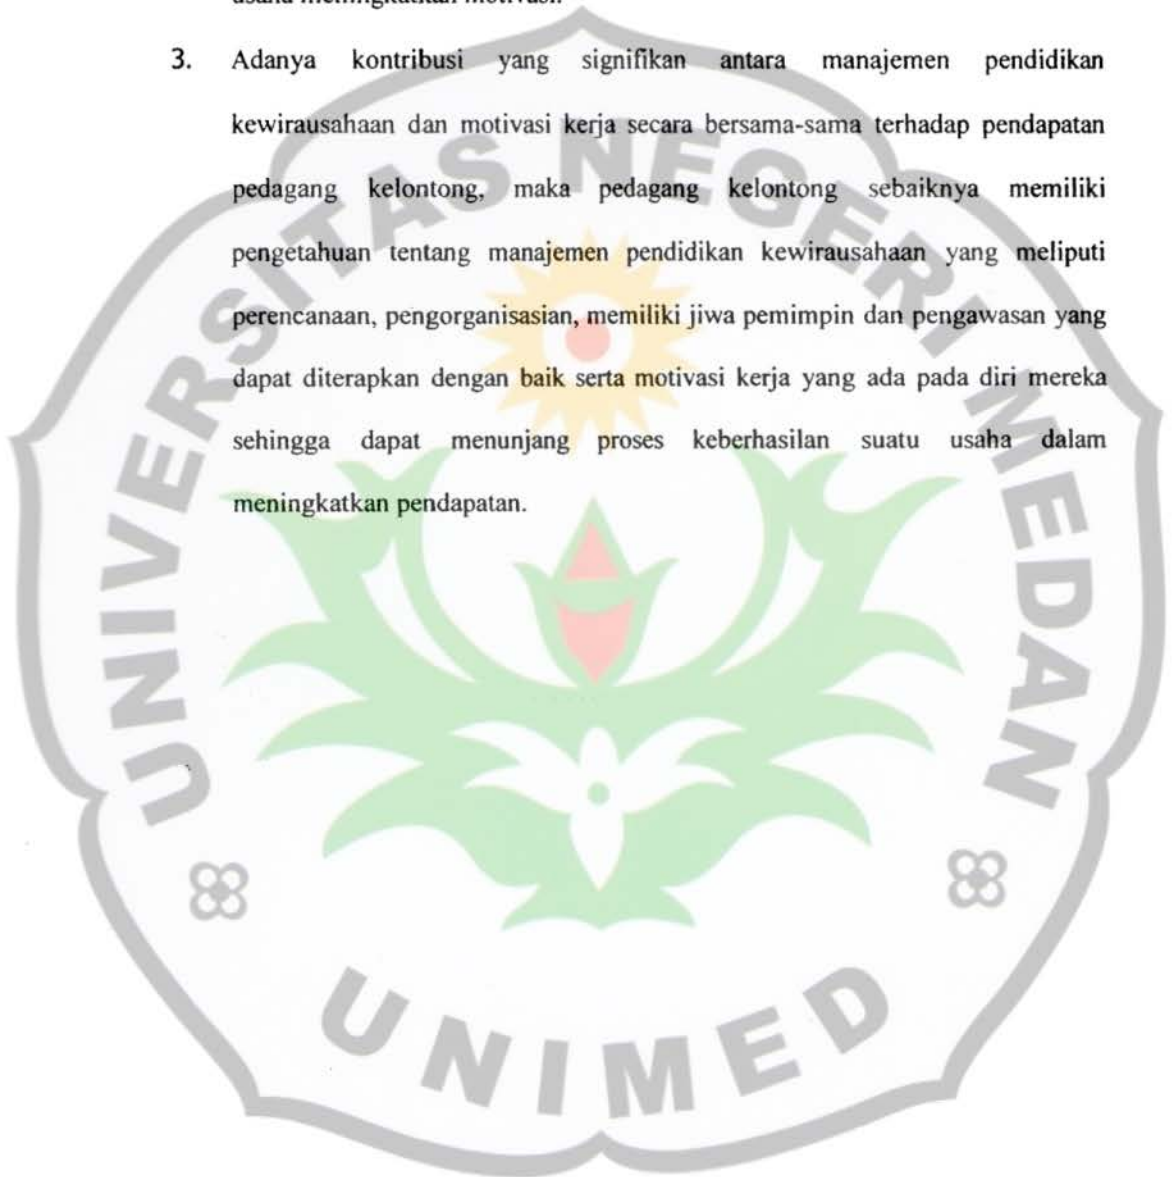 usaha meningkatkan motivasi.
3. Adanya kontribusi yang signifikan antara manajemen pendidikan
kewirausahaan dan motivasi kerja secara bersama-sama terhadap pendapatan
pedagang kelontong, maka pedagang kelontong sebaiknya memiliki
pengetahuan tentang manajemen pendidikan kewirausahaan yang meliputi
perencanaan, pengorganisasian, memiliki jiwa pemimpin dan pengawasan yang
dapat diterapkan dengan baik serta motivasi kerja yang ada pada diri mereka
sehingga dapat menunjang proses keberhasilan suatu usaha dalam
meningkatkan pendapatan.
UNIVERSITAS NEGERI MEDAN
UNIMED